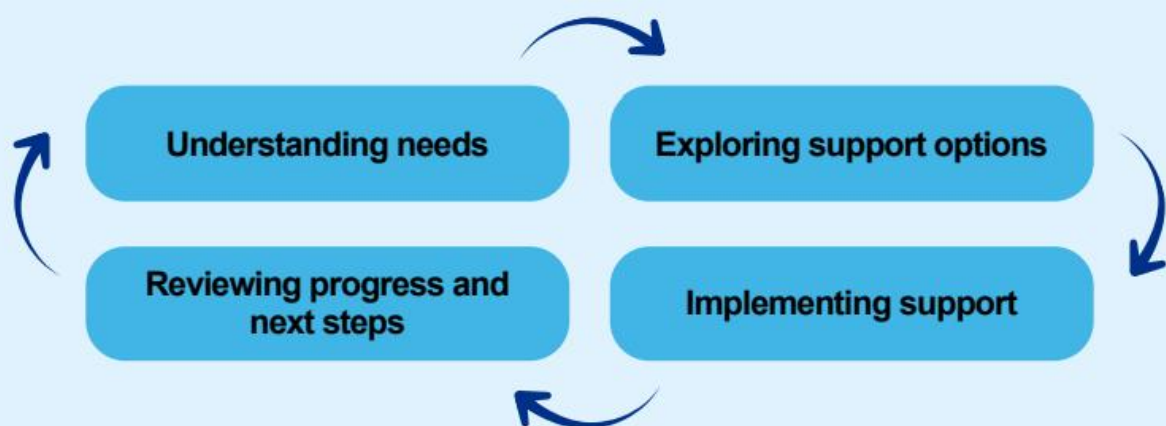 Understanding needs
Exploring support options
Reviewing progress and
next steps
Implementing support